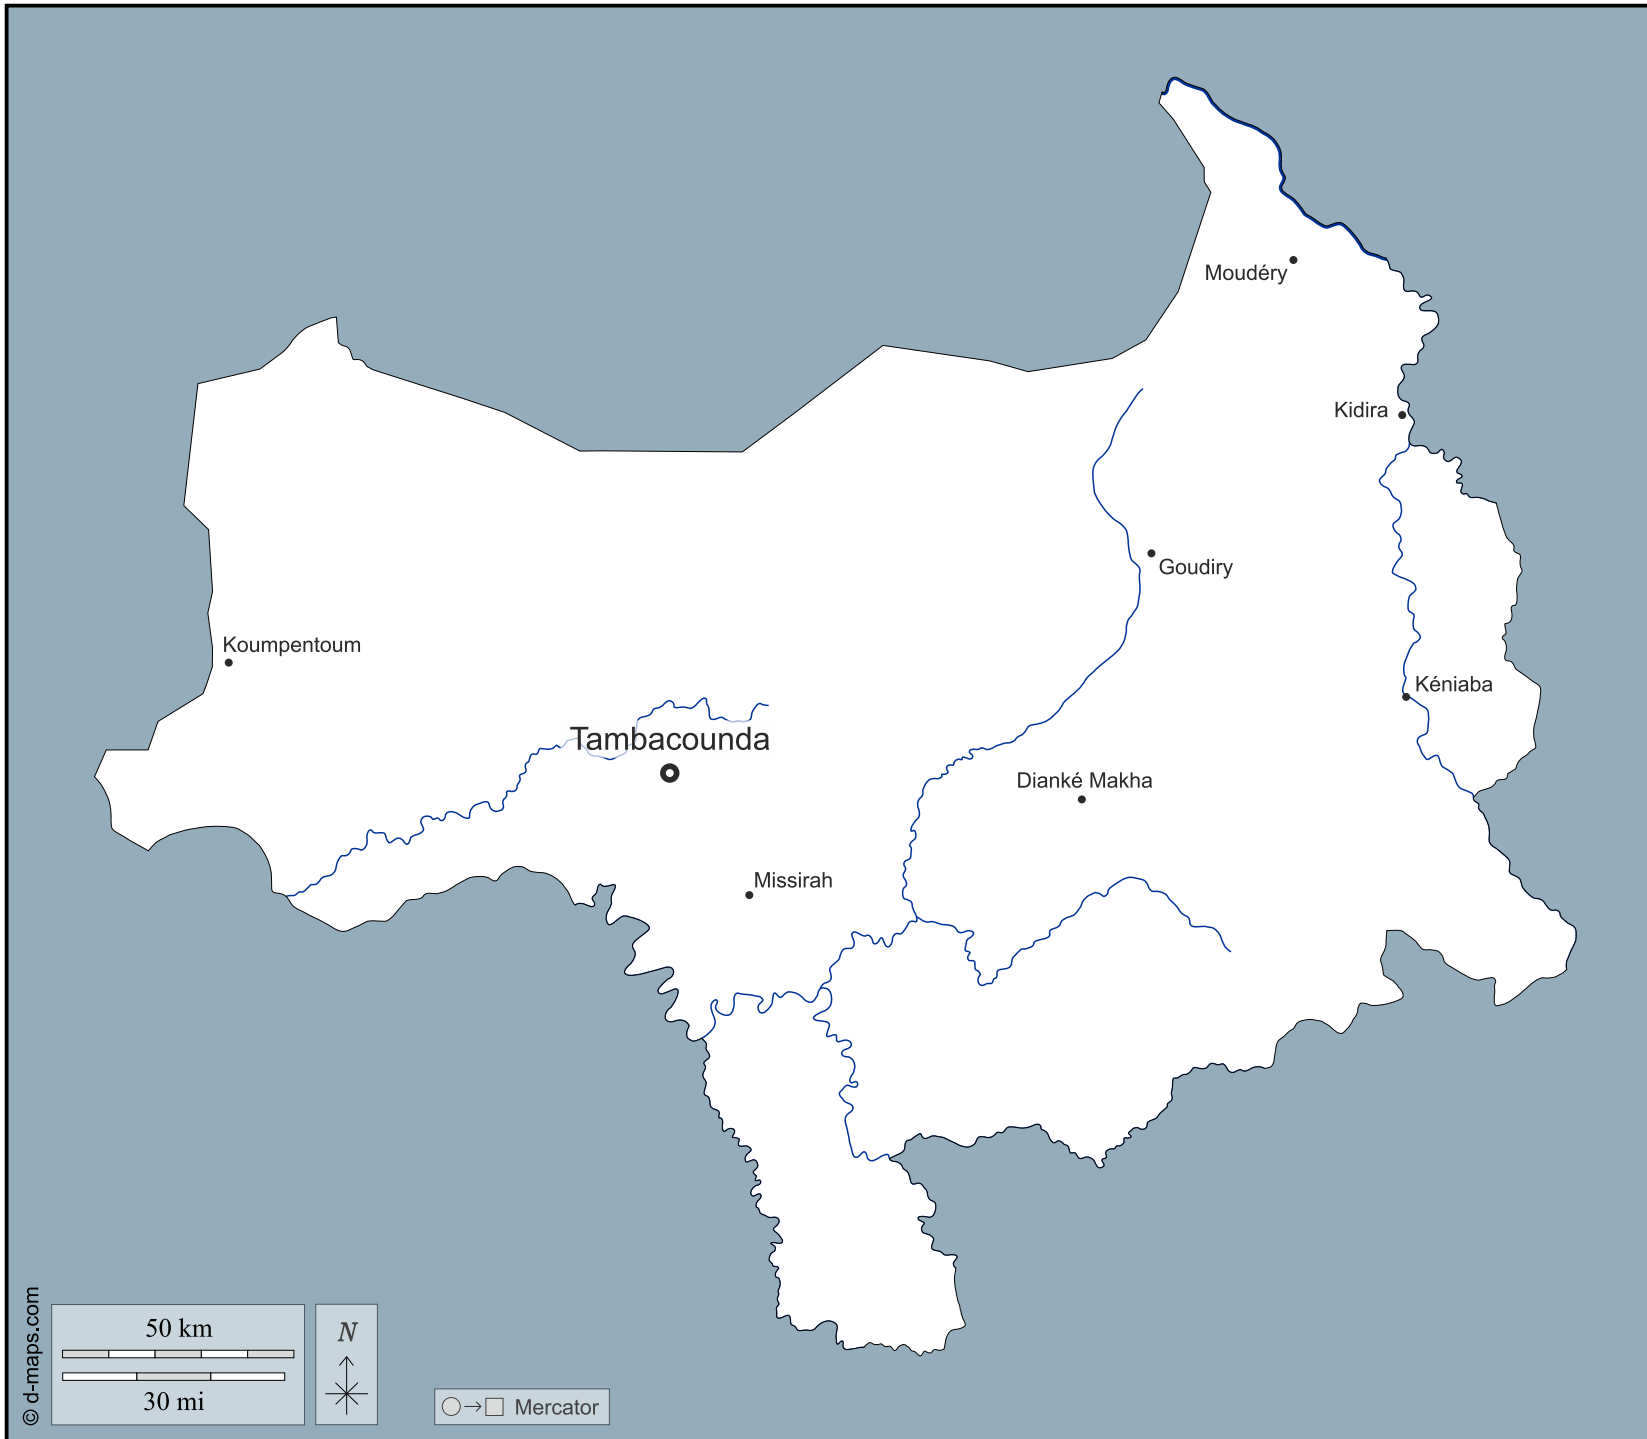 Moudéry
Kidira
Goudiry
Koumpentoum
Kéniaba
Tambacounda
Dianké Makha
Missirah
© d-maps.com
50 km
30 mi
N
Mercator